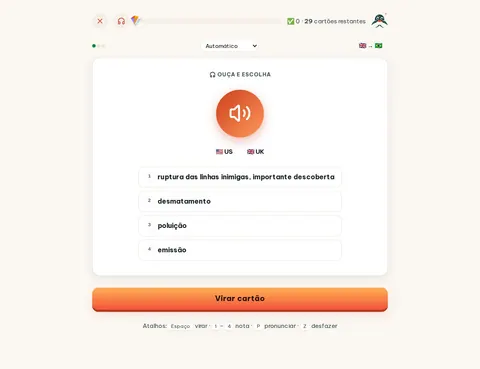 ✅ 0 · 29 cartões restantes
Automático
🇬🇧 → 🇧🇷
🎧 OUÇA E ESCOLHA
🇺🇸 US 🇬🇧 UK
1 ruptura das linhas inimigas, importante descoberta
2 desmatamento
3 poluição
4 emissão
Virar cartão
Atalhos: Espaço virar · 1 – 4 nota · P pronunciar · Z desfazer